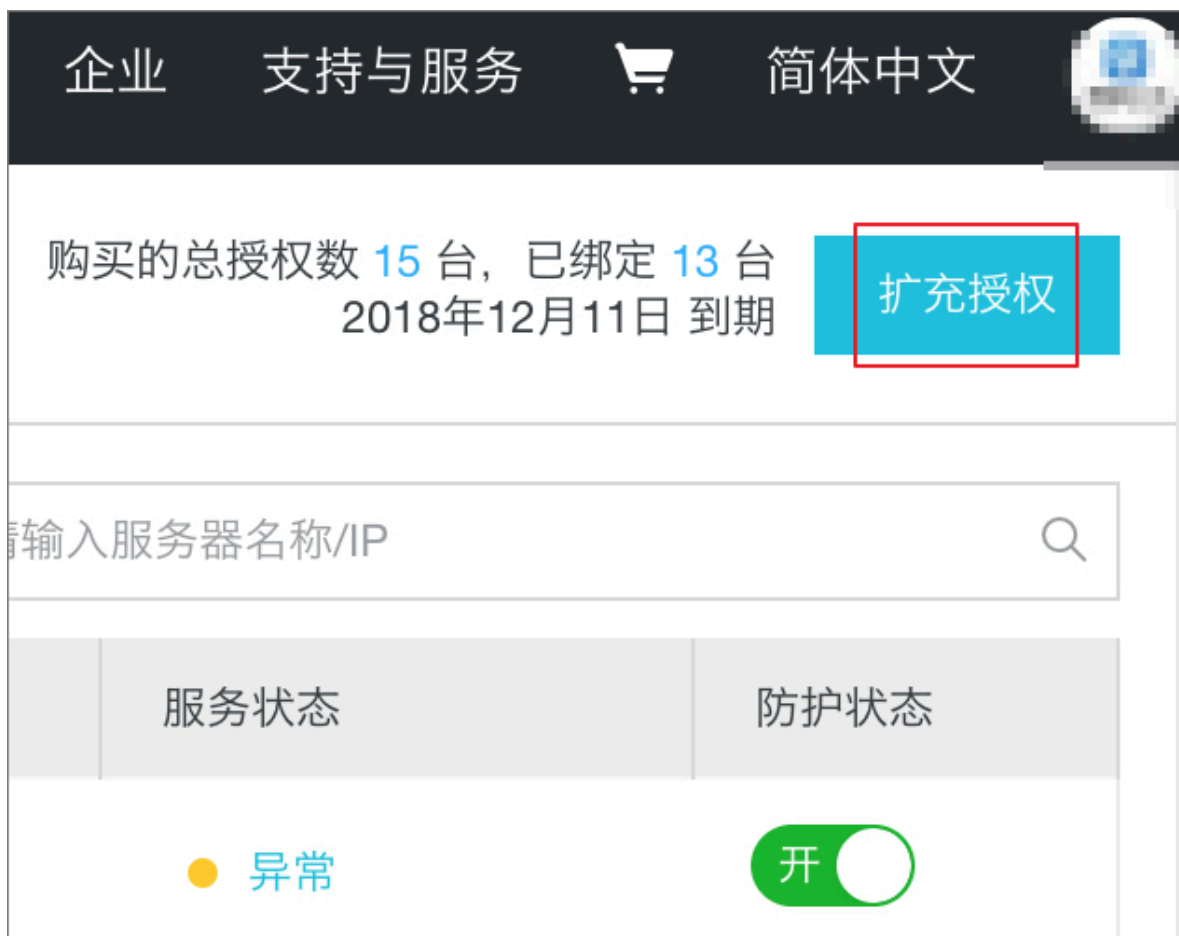 企业 支持与服务 简体中文
购买的总授权数 15 台，已绑定 13 台
2018年12月11日 到期
扩充授权
输入服务器名称/IP
服务状态 防护状态
异常 开